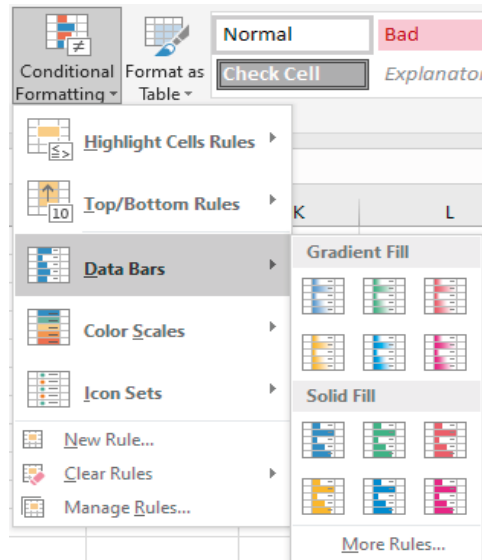 Normal
Bad
Conditional Formatting
Format as Table
Check Cell
Explanator
Highlight Cells Rules
10
Top/Bottom Rules
K
L
Gradient Fill
Data Bars
Color Scales
Solid Fill
Icon Sets
New Rule...
Clear Rules
Manage Rules...
More Rules...